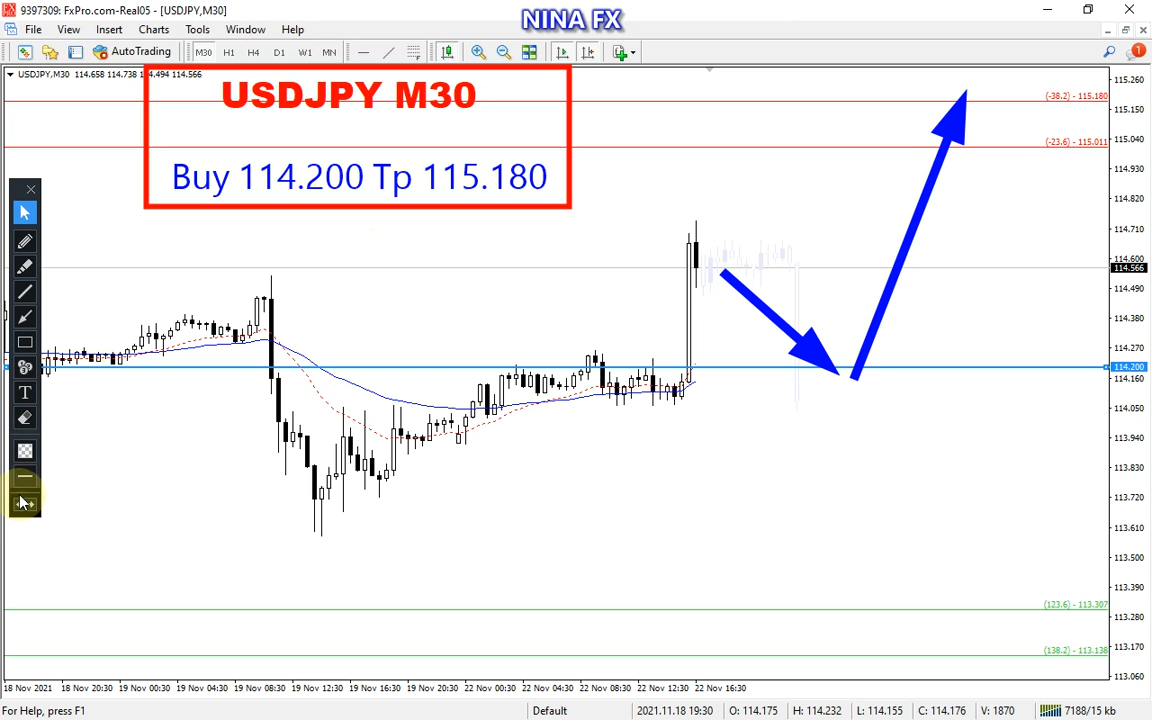 9397309: FxPro.com-Real05 - [USDJPY,M30]
NINA FX
File View Insert Charts Tools Window Help
AutoTrading M30 H1 H4 D1 W1 MN
1
USDJPY,M30 114.658 114.738 114.494 114.566
USDJPY M30
Buy 114.200 Tp 115.180
(-38.2) - 115.180
(-23.6) - 115.011
(123.6) - 113.307
(138.2) - 113.138
115.260
115.150
115.040
114.930
114.820
114.710
114.600
114.566
114.490
114.380
114.270
114.200
114.160
114.050
113.940
113.830
113.720
113.610
113.500
113.390
113.280
113.170
113.060
T
18 Nov 2021 18 Nov 20:30 19 Nov 00:30 19 Nov 04:30 19 Nov 08:30 19 Nov 12:30 19 Nov 16:30 19 Nov 20:30 22 Nov 00:30 22 Nov 04:30 22 Nov 08:30 22 Nov 12:30 22 Nov 16:30
For Help, press F1 Default 2021.11.18 19:30 O: 114.175 H: 114.232 L: 114.155 C: 114.176 V: 1870 7188/15 kb